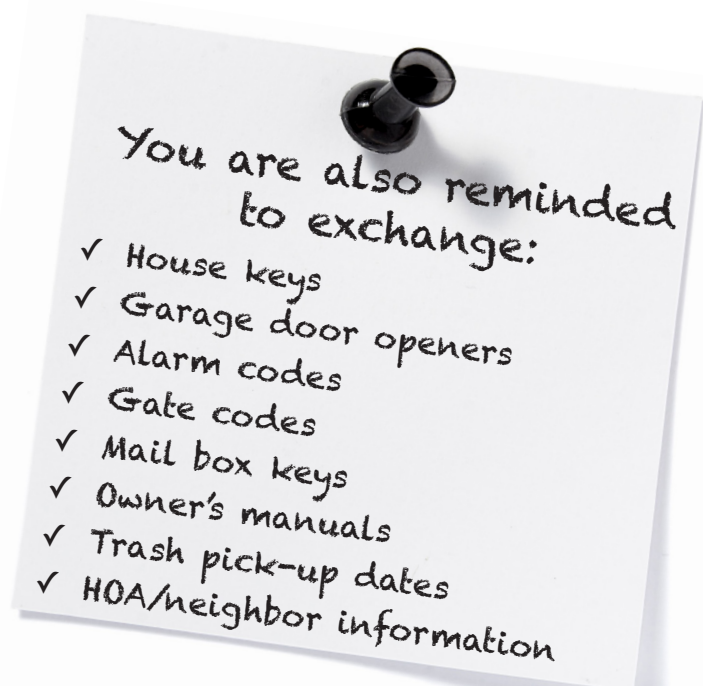 You are also reminded
to exchange:
✓ House keys
✓ Garage door openers
✓ Alarm codes
✓ Gate codes
✓ Mail box keys
✓ Owner's manuals
✓ Trash pick-up dates
✓ HOA/neighbor information